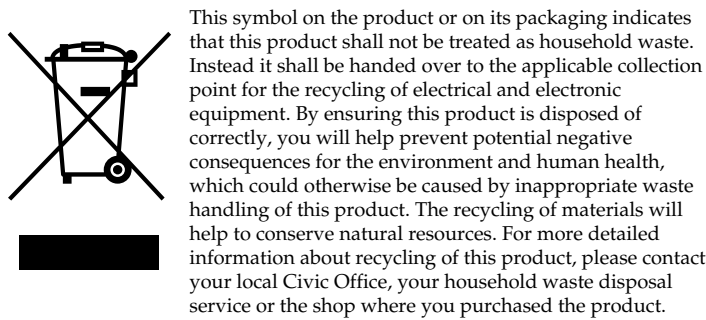 This symbol on the product or on its packaging indicates
that this product shall not be treated as household waste.
Instead it shall be handed over to the applicable collection
point for the recycling of electrical and electronic
equipment. By ensuring this product is disposed of
correctly, you will help prevent potential negative
consequences for the environment and human health,
which could otherwise be caused by inappropriate waste
handling of this product. The recycling of materials will
help to conserve natural resources. For more detailed
information about recycling of this product, please contact
your local Civic Office, your household waste disposal
service or the shop where you purchased the product.